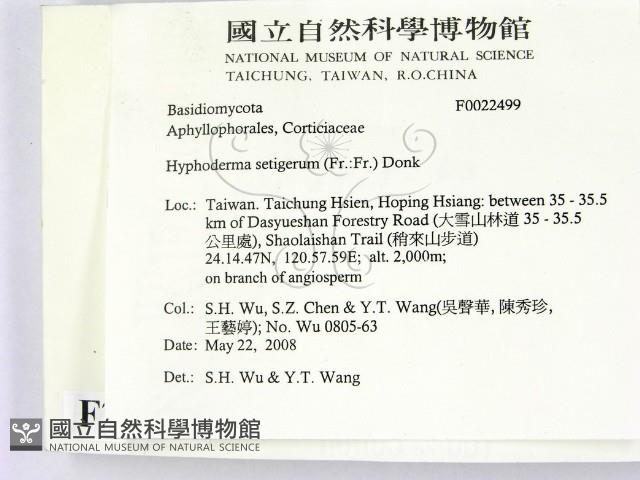 國立自然科學博物館
NATIONAL MUSEUM OF NATURAL SCIENCE
TAICHUNG, TAIWAN, R.O.CHINA
Basidiomycota F0022499
Aphyllophorales, Corticiaceae
Hyphoderma setigerum (Fr.:Fr.) Donk
Loc.: Taiwan. Taichung Hsien, Hoping Hsiang: between 35 - 35.5
km of Dasyueshan Forestry Road (大雪山林道 35 - 35.5
公里處), Shaolaishan Trail (稍來山步道)
24.14.47N, 120.57.59E; alt. 2,000m;
on branch of angiosperm
Col.: S.H. Wu, S.Z. Chen & Y.T. Wang(吳聲華, 陳秀珍,
王藝婷); No. Wu 0805-63
Date: May 22, 2008
Det.: S.H. Wu & Y.T. Wang
國立自然科學博物館
NATIONAL MUSEUM OF NATURAL SCIENCE